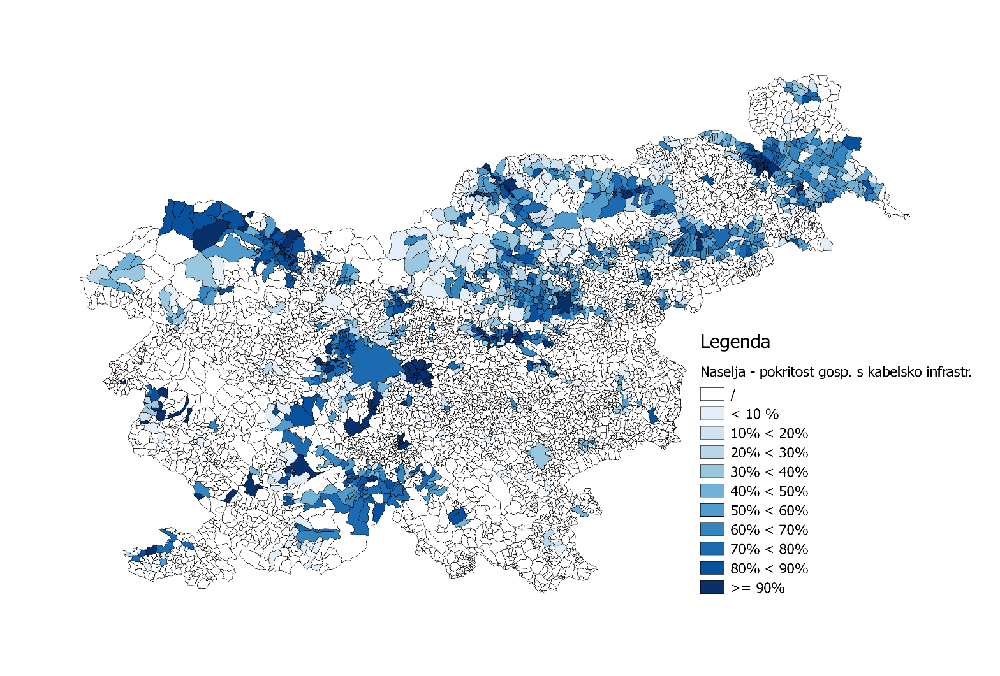 Legenda
Naselja - pokritost gosp. s kabelsko infrastr.
/
< 10 %
10% < 20%
20% < 30%
30% < 40%
40% < 50%
50% < 60%
60% < 70%
70% < 80%
80% < 90%
>= 90%